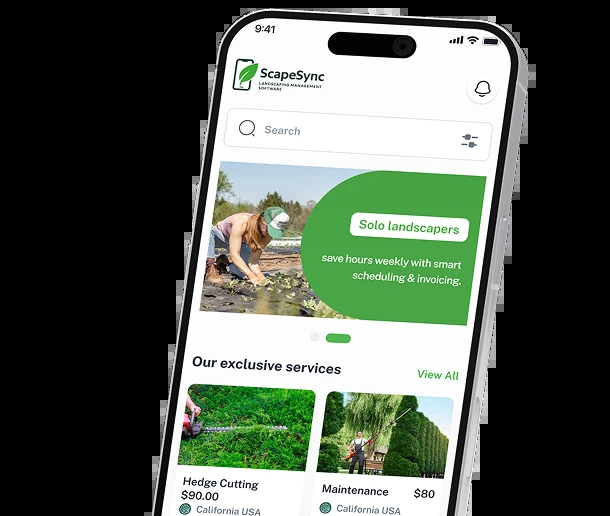 9:41
ScapeSync
LANDSCAPING MANAGEMENT
SOFTWARE
Search
Solo landscapers
save hours weekly with smart
scheduling & invoicing.
Our exclusive services
View All
Hedge Cutting
$90.00
California USA
Maintenance $80
California USA